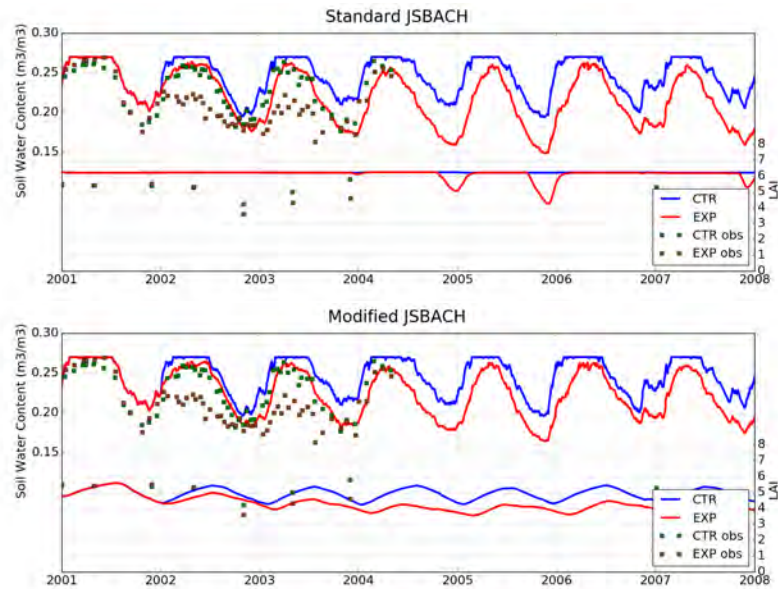 Standard JSBACH
Soil Water Content (m3/m3)
0.30
0.25
0.20
0.15
8
7
6
5
4
3
2
1
0
LAI
CTR
EXP
CTR obs
EXP obs
2001 2002 2003 2004 2005 2006 2007 2008
Modified JSBACH
Soil Water Content (m3/m3)
0.30
0.25
0.20
0.15
8
7
6
5
4
3
2
1
0
LAI
CTR
EXP
CTR obs
EXP obs
2001 2002 2003 2004 2005 2006 2007 2008